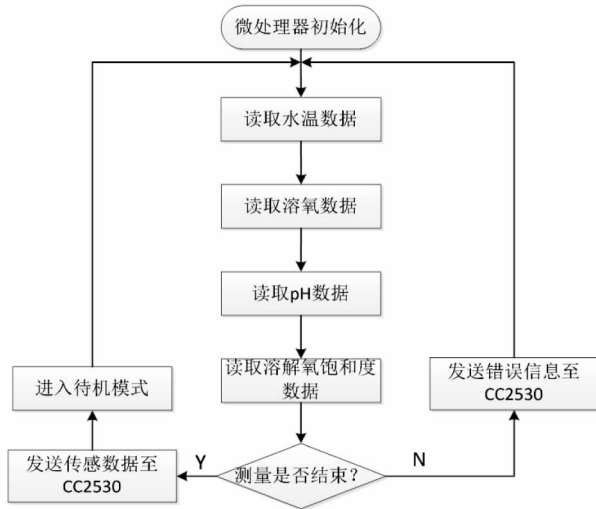 微处理器初始化
读取水温数据
读取溶氧数据
读取pH数据
读取溶解氧饱和度
数据
进入待机模式
发送错误信息至
CC2530
发送传感数据至
CC2530
Y
测量是否结束？
N